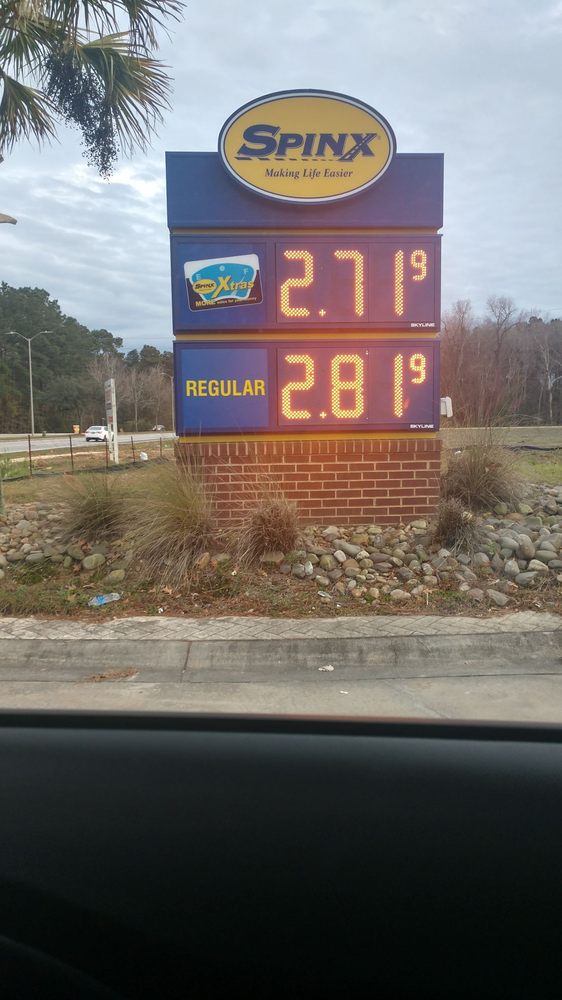 SPINX
Making Life Easier
E F
SPINX Xtras
2.71 9
SKYLINE
REGULAR 2.81 9
SKYLINE